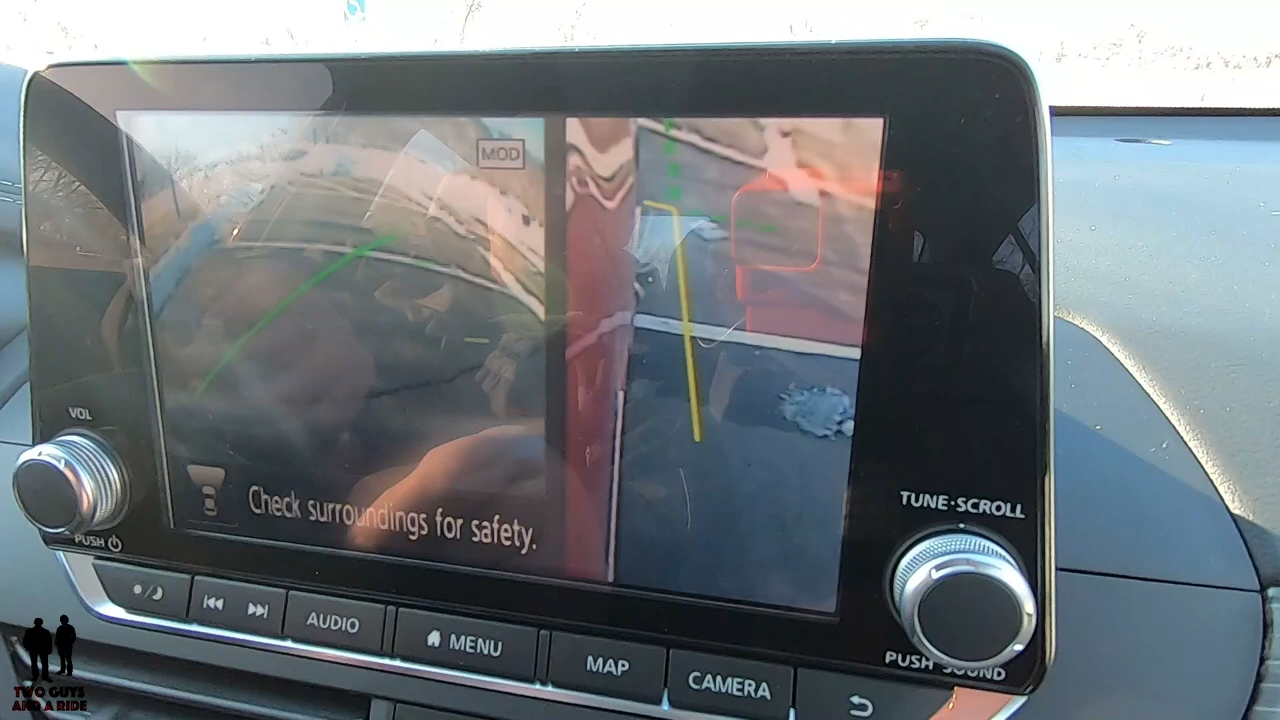 MOD
VOL
Check surroundings for safety.
TUNE·SCROLL
PUSH
PUSH SOUND
AUDIO
MENU
MAP
CAMERA
TWO GUYS
AND A RIDE